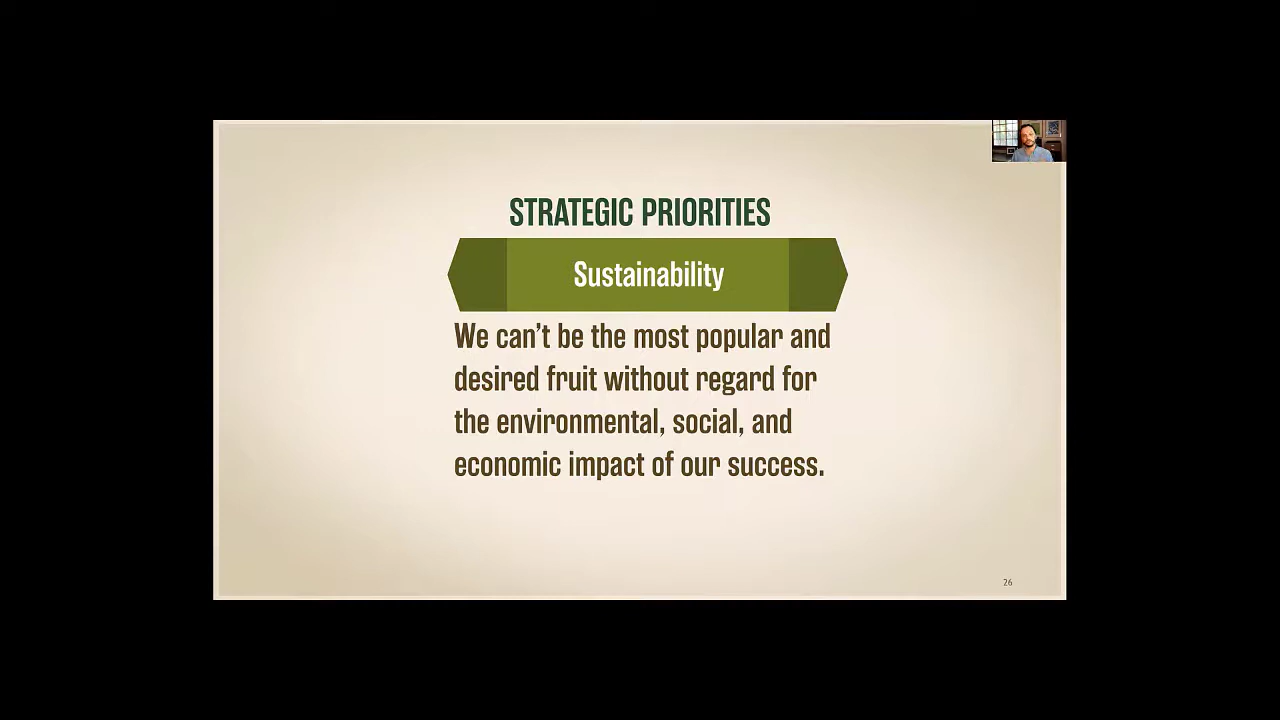 STRATEGIC PRIORITIES
Sustainability
We can’t be the most popular and
desired fruit without regard for
the environmental, social, and
economic impact of our success.
26